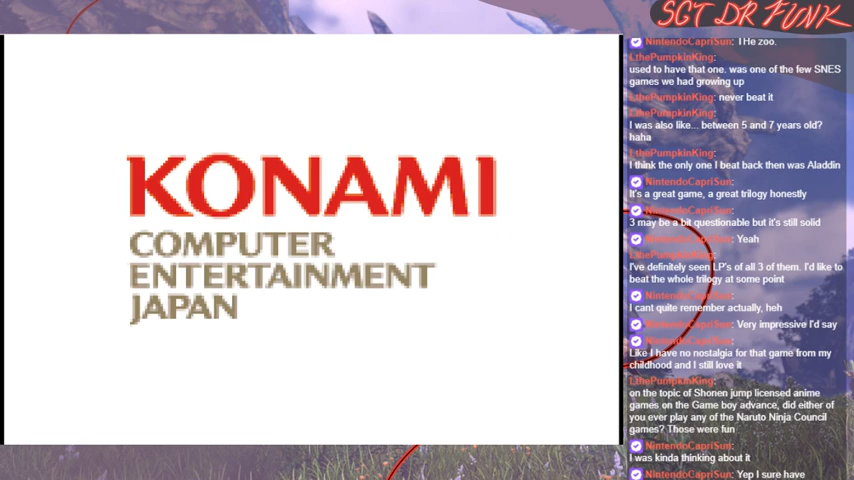 SGT DR FUNK
KONAMI
COMPUTER
ENTERTAINMENT
JAPAN
NintendoCapriSun: THe zoo.
LthePumpkinKing:
used to have that one. was one of the few SNES
games we had growing up
LthePumpkinKing: never beat it
LthePumpkinKing:
I was also like... between 5 and 7 years old?
haha
LthePumpkinKing:
I think the only one I beat back then was Aladdin
NintendoCapriSun:
It's a great game, a great trilogy honestly
NintendoCapriSun:
3 may be a bit questionable but it's still solid
NintendoCapriSun: Yeah
LthePumpkinKing:
I've definitely seen LP's of all 3 of them. I'd like to
beat the whole trilogy at some point
NintendoCapriSun:
I cant quite remember actually, heh
NintendoCapriSun: Very impressive I'd say
NintendoCapriSun:
Like I have no nostalgia for that game from my
childhood and I still love it
LthePumpkinKing:
on the topic of Shonen jump licensed anime
games on the Game boy advance, did either of
you ever play any of the Naruto Ninja Council
games? Those were fun
NintendoCapriSun:
I was kinda thinking about it
NintendoCapriSun: Yep I sure have